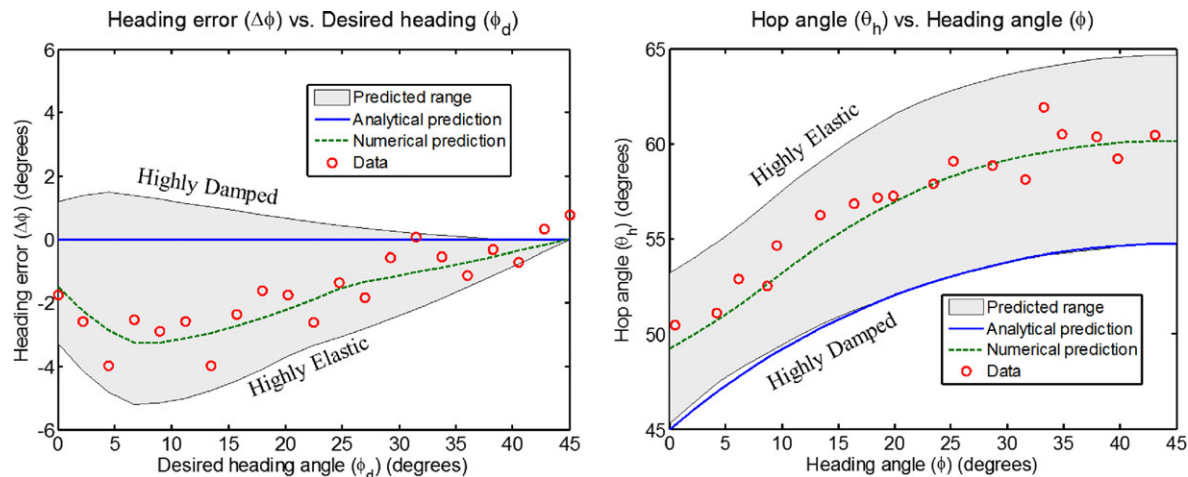 Heading error (Δϕ) vs. Desired heading (ϕd)
6
4
2
0
-2
-4
-6
Heading error (Δϕ) (degrees)
Predicted range
Analytical prediction
Numerical prediction
Data
Highly Damped
Highly Elastic
0 5 10 15 20 25 30 35 40 45
Desired heading angle (ϕd) (degrees)
Hop angle (θh) vs. Heading angle (ϕ)
65
60
55
50
45
Hop angle (θh) (degrees)
Highly Elastic
Highly Damped
Predicted range
Analytical prediction
Numerical prediction
Data
0 5 10 15 20 25 30 35 40 45
Heading angle (ϕ) (degrees)